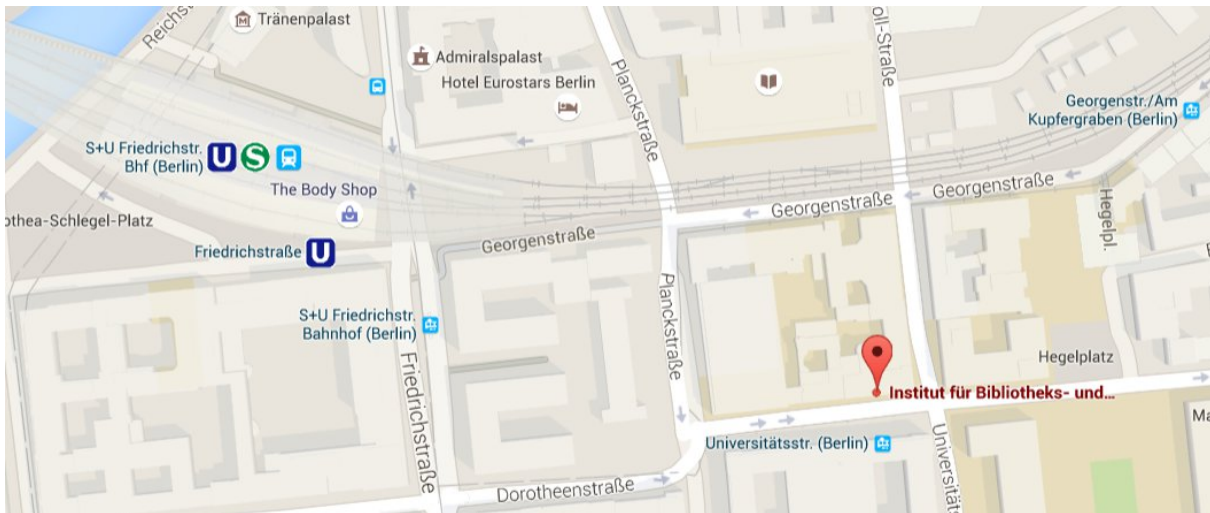 Reichst
Tränenpalast
Admiralspalast
Hotel Eurostars Berlin
Planckstraße
oll-Straße
Georgenstr./Am
Kupfergraben (Berlin)
S+U Friedrichstr.
Bhf (Berlin)
U
S
The Body Shop
othea-Schlegel-Platz
Friedrichstraße
U
Georgenstraße
Georgenstraße
Georgenstraße
Hegelpl.
S+U Friedrichstr.
Bahnhof (Berlin)
Friedrichstraße
Planckstraße
Hegelplatz
Institut für Bibliotheks- und...
Ma
Universitätsstr. (Berlin)
Universität
Dorotheenstraße